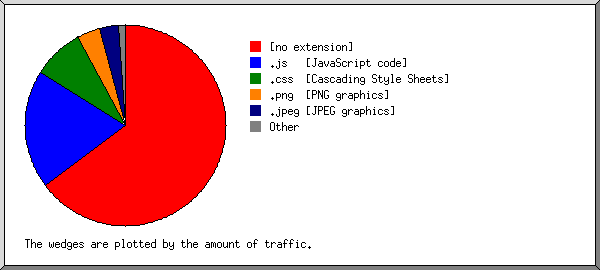 [no extension]
.js [JavaScript code]
.css [Cascading Style Sheets]
.png [PNG graphics]
.jpeg [JPEG graphics]
Other
The wedges are plotted by the amount of traffic.